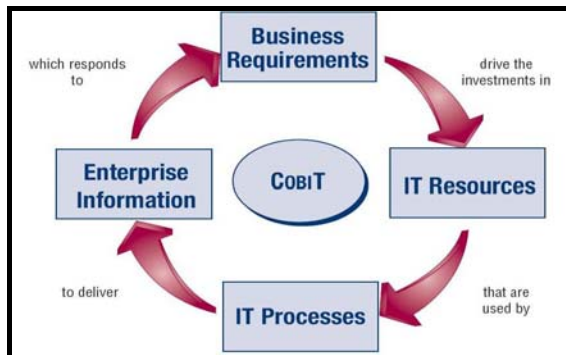 Business
Requirements
which responds
to
drive the
investments in
Enterprise
Information
COBIT
IT Resources
to deliver
that are
used by
IT Processes